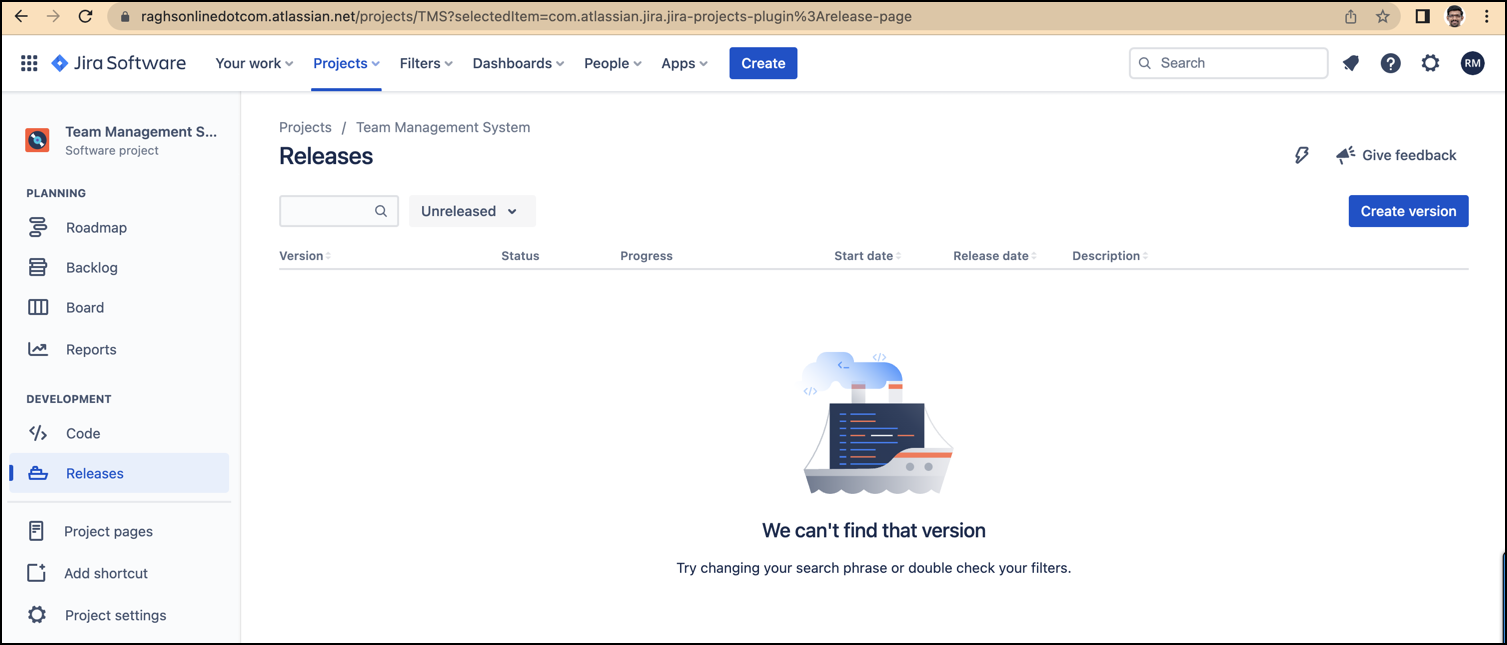 raghsonlinedotcom.atlassian.net/projects/TMS?selectedItem=com.atlassian.jira.jira-projects-plugin%3Arelease-page
Jira Software Your work Projects Filters Dashboards People Apps Create Search RM
Team Management S...
Software project
PLANNING
Roadmap
Backlog
Board
Reports
DEVELOPMENT
Code
Releases
Project pages
Add shortcut
Project settings
Projects / Team Management System
Releases
Give feedback
Unreleased
Create version
Version Status Progress Start date Release date Description
We can't find that version
Try changing your search phrase or double check your filters.